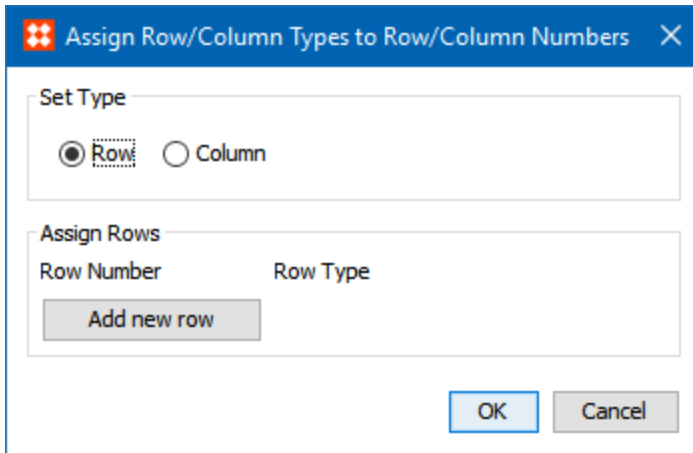 Assign Row/Column Types to Row/Column Numbers
Set Type
Row Column
Assign Rows
Row Number Row Type
Add new row
OK Cancel